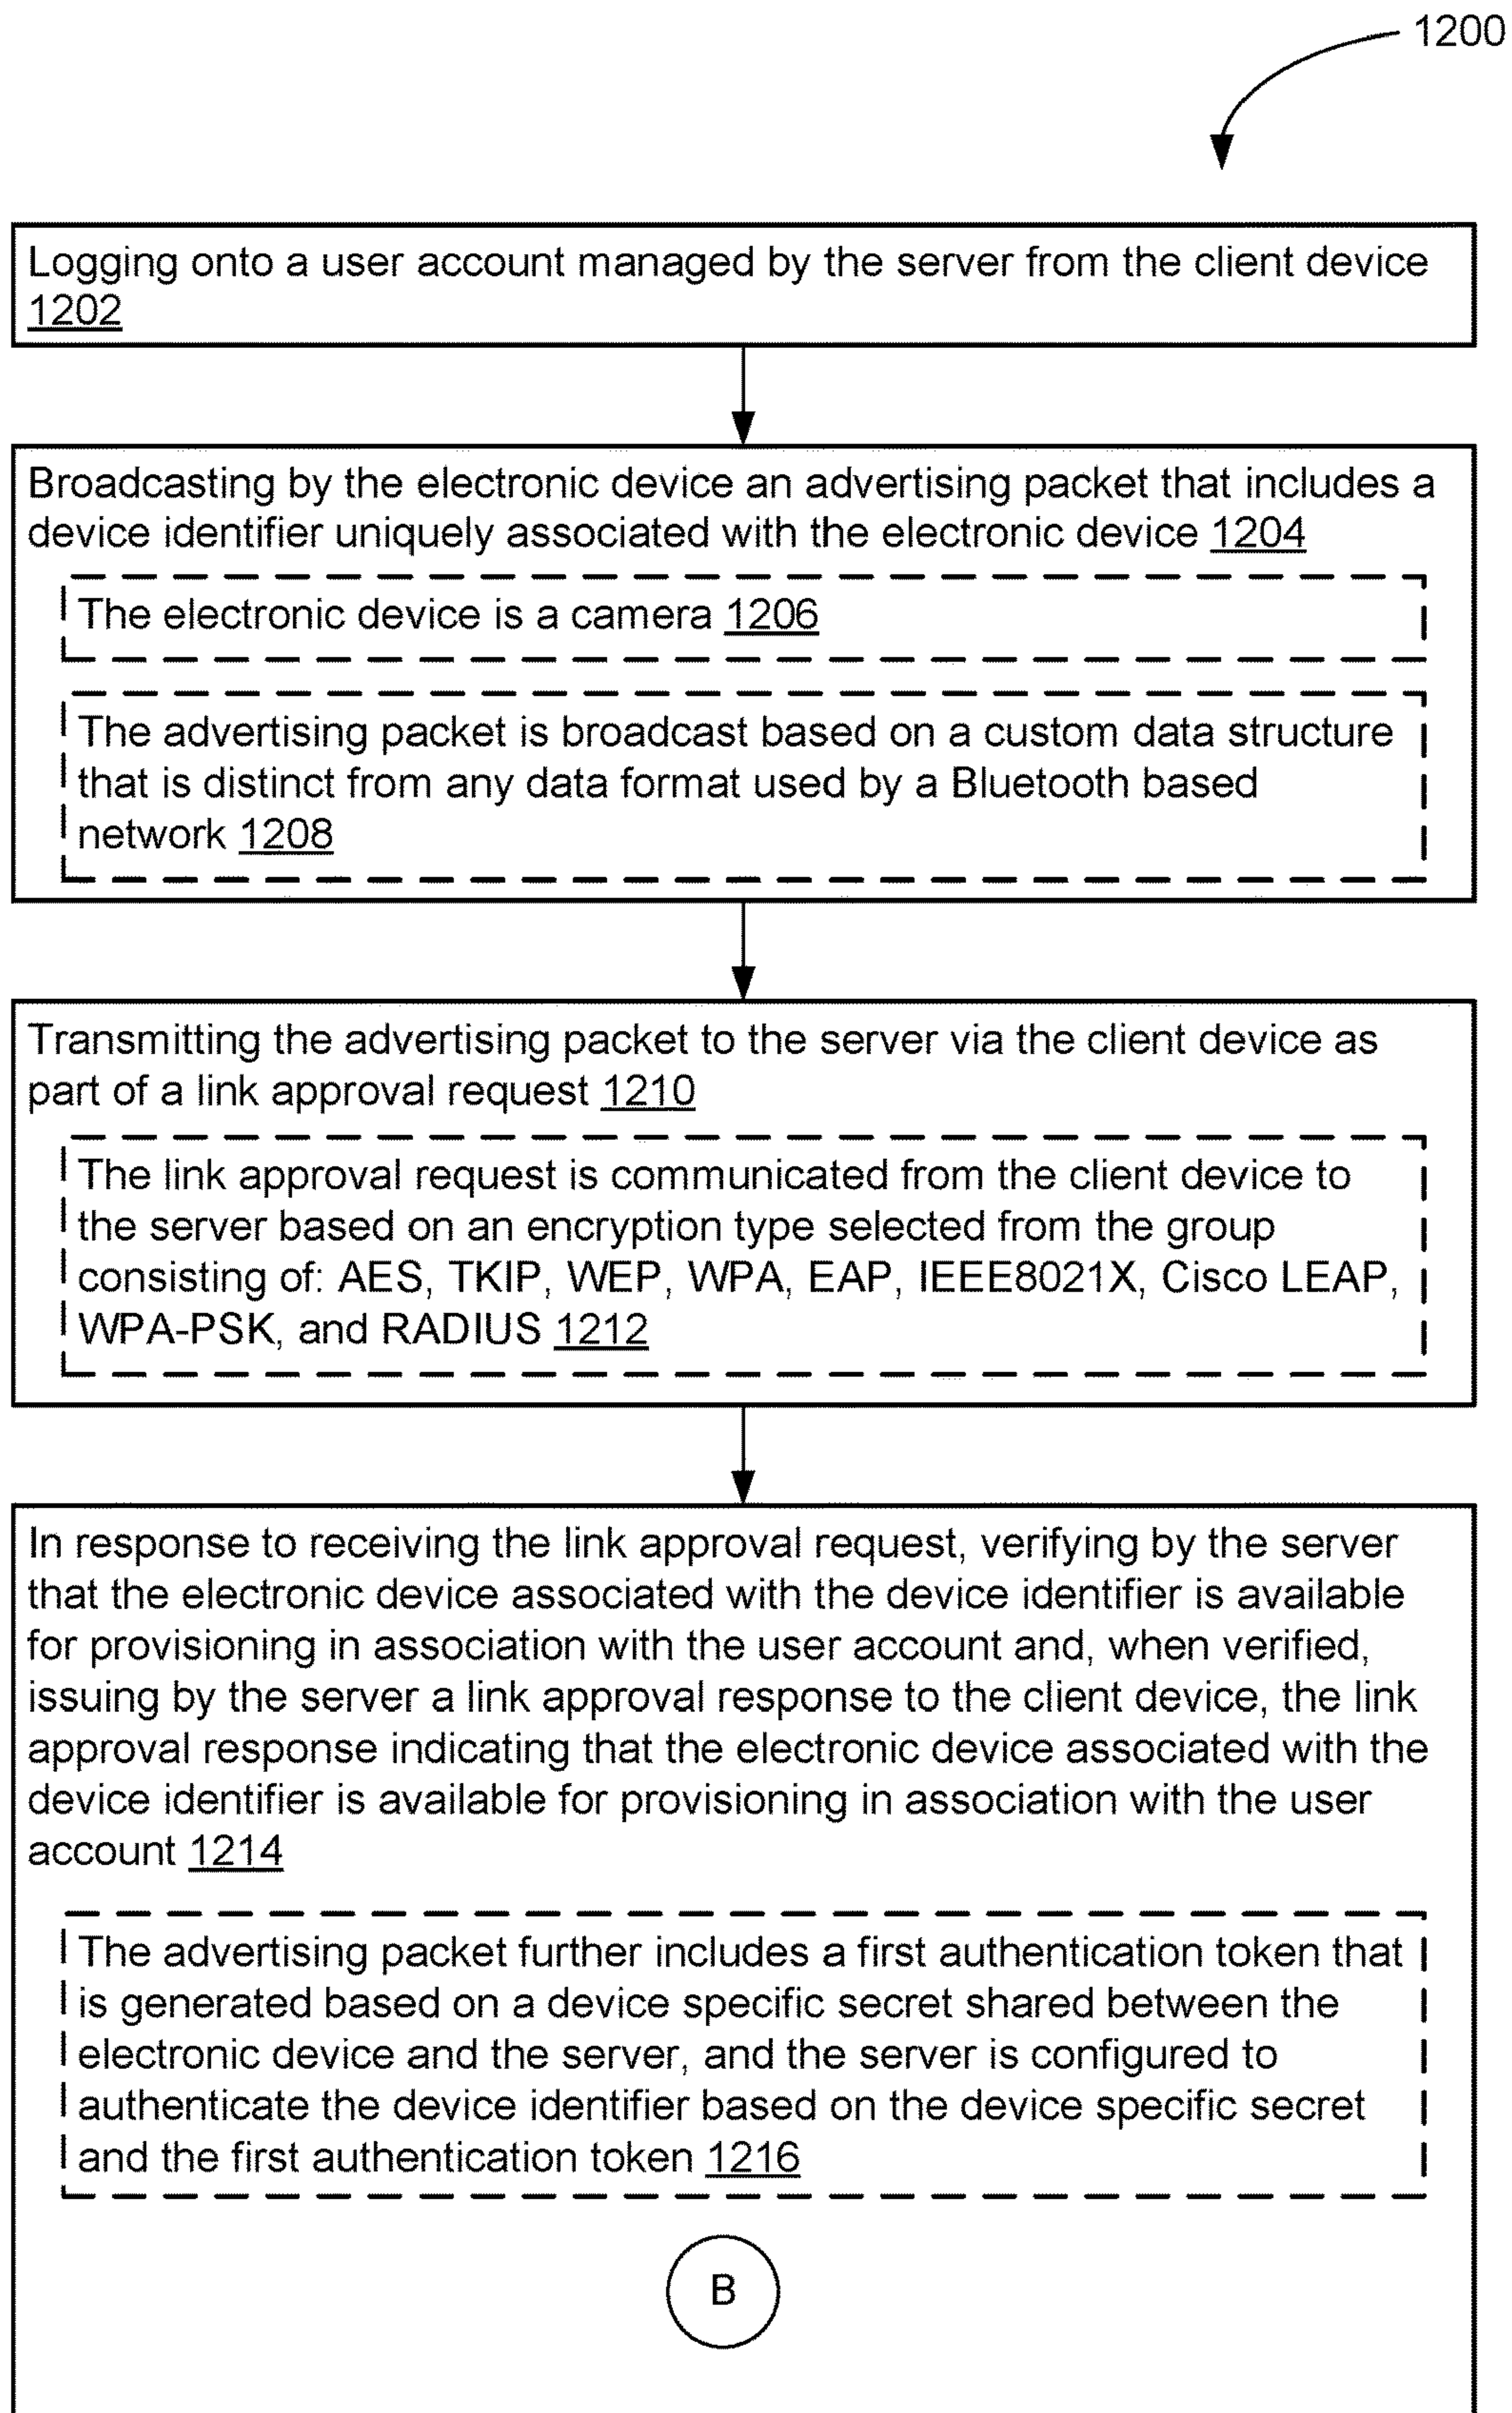 1200
Logging onto a user account managed by the server from the client device
1202
Broadcasting by the electronic device an advertising packet that includes a
device identifier uniquely associated with the electronic device 1204
The electronic device is a camera 1206
The advertising packet is broadcast based on a custom data structure
that is distinct from any data format used by a Bluetooth based
network 1208
Transmitting the advertising packet to the server via the client device as
part of a link approval request 1210
The link approval request is communicated from the client device to
the server based on an encryption type selected from the group
consisting of: AES, TKIP, WEP, WPA, EAP, IEEE8021X, Cisco LEAP,
WPA-PSK, and RADIUS 1212
In response to receiving the link approval request, verifying by the server
that the electronic device associated with the device identifier is available
for provisioning in association with the user account and, when verified,
issuing by the server a link approval response to the client device, the link
approval response indicating that the electronic device associated with the
device identifier is available for provisioning in association with the user
account 1214
The advertising packet further includes a first authentication token that
is generated based on a device specific secret shared between the
electronic device and the server, and the server is configured to
authenticate the device identifier based on the device specific secret
and the first authentication token 1216
B